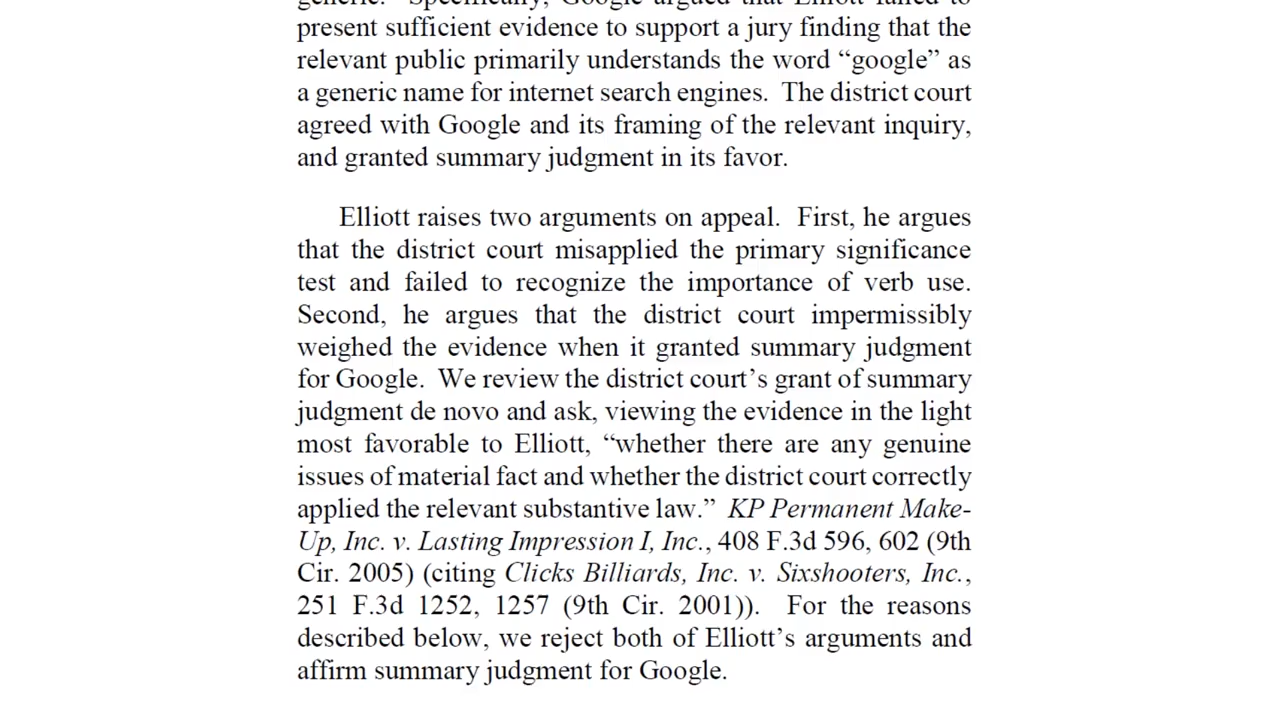 generic. Specifically, Google argued that Elliott failed to
present sufficient evidence to support a jury finding that the
relevant public primarily understands the word “google” as
a generic name for internet search engines. The district court
agreed with Google and its framing of the relevant inquiry,
and granted summary judgment in its favor.
Elliott raises two arguments on appeal. First, he argues
that the district court misapplied the primary significance
test and failed to recognize the importance of verb use.
Second, he argues that the district court impermissibly
weighed the evidence when it granted summary judgment
for Google. We review the district court’s grant of summary
judgment de novo and ask, viewing the evidence in the light
most favorable to Elliott, “whether there are any genuine
issues of material fact and whether the district court correctly
applied the relevant substantive law.” KP Permanent Make-
Up, Inc. v. Lasting Impression I, Inc., 408 F.3d 596, 602 (9th
Cir. 2005) (citing Clicks Billiards, Inc. v. Sixshooters, Inc.,
251 F.3d 1252, 1257 (9th Cir. 2001)). For the reasons
described below, we reject both of Elliott’s arguments and
affirm summary judgment for Google.